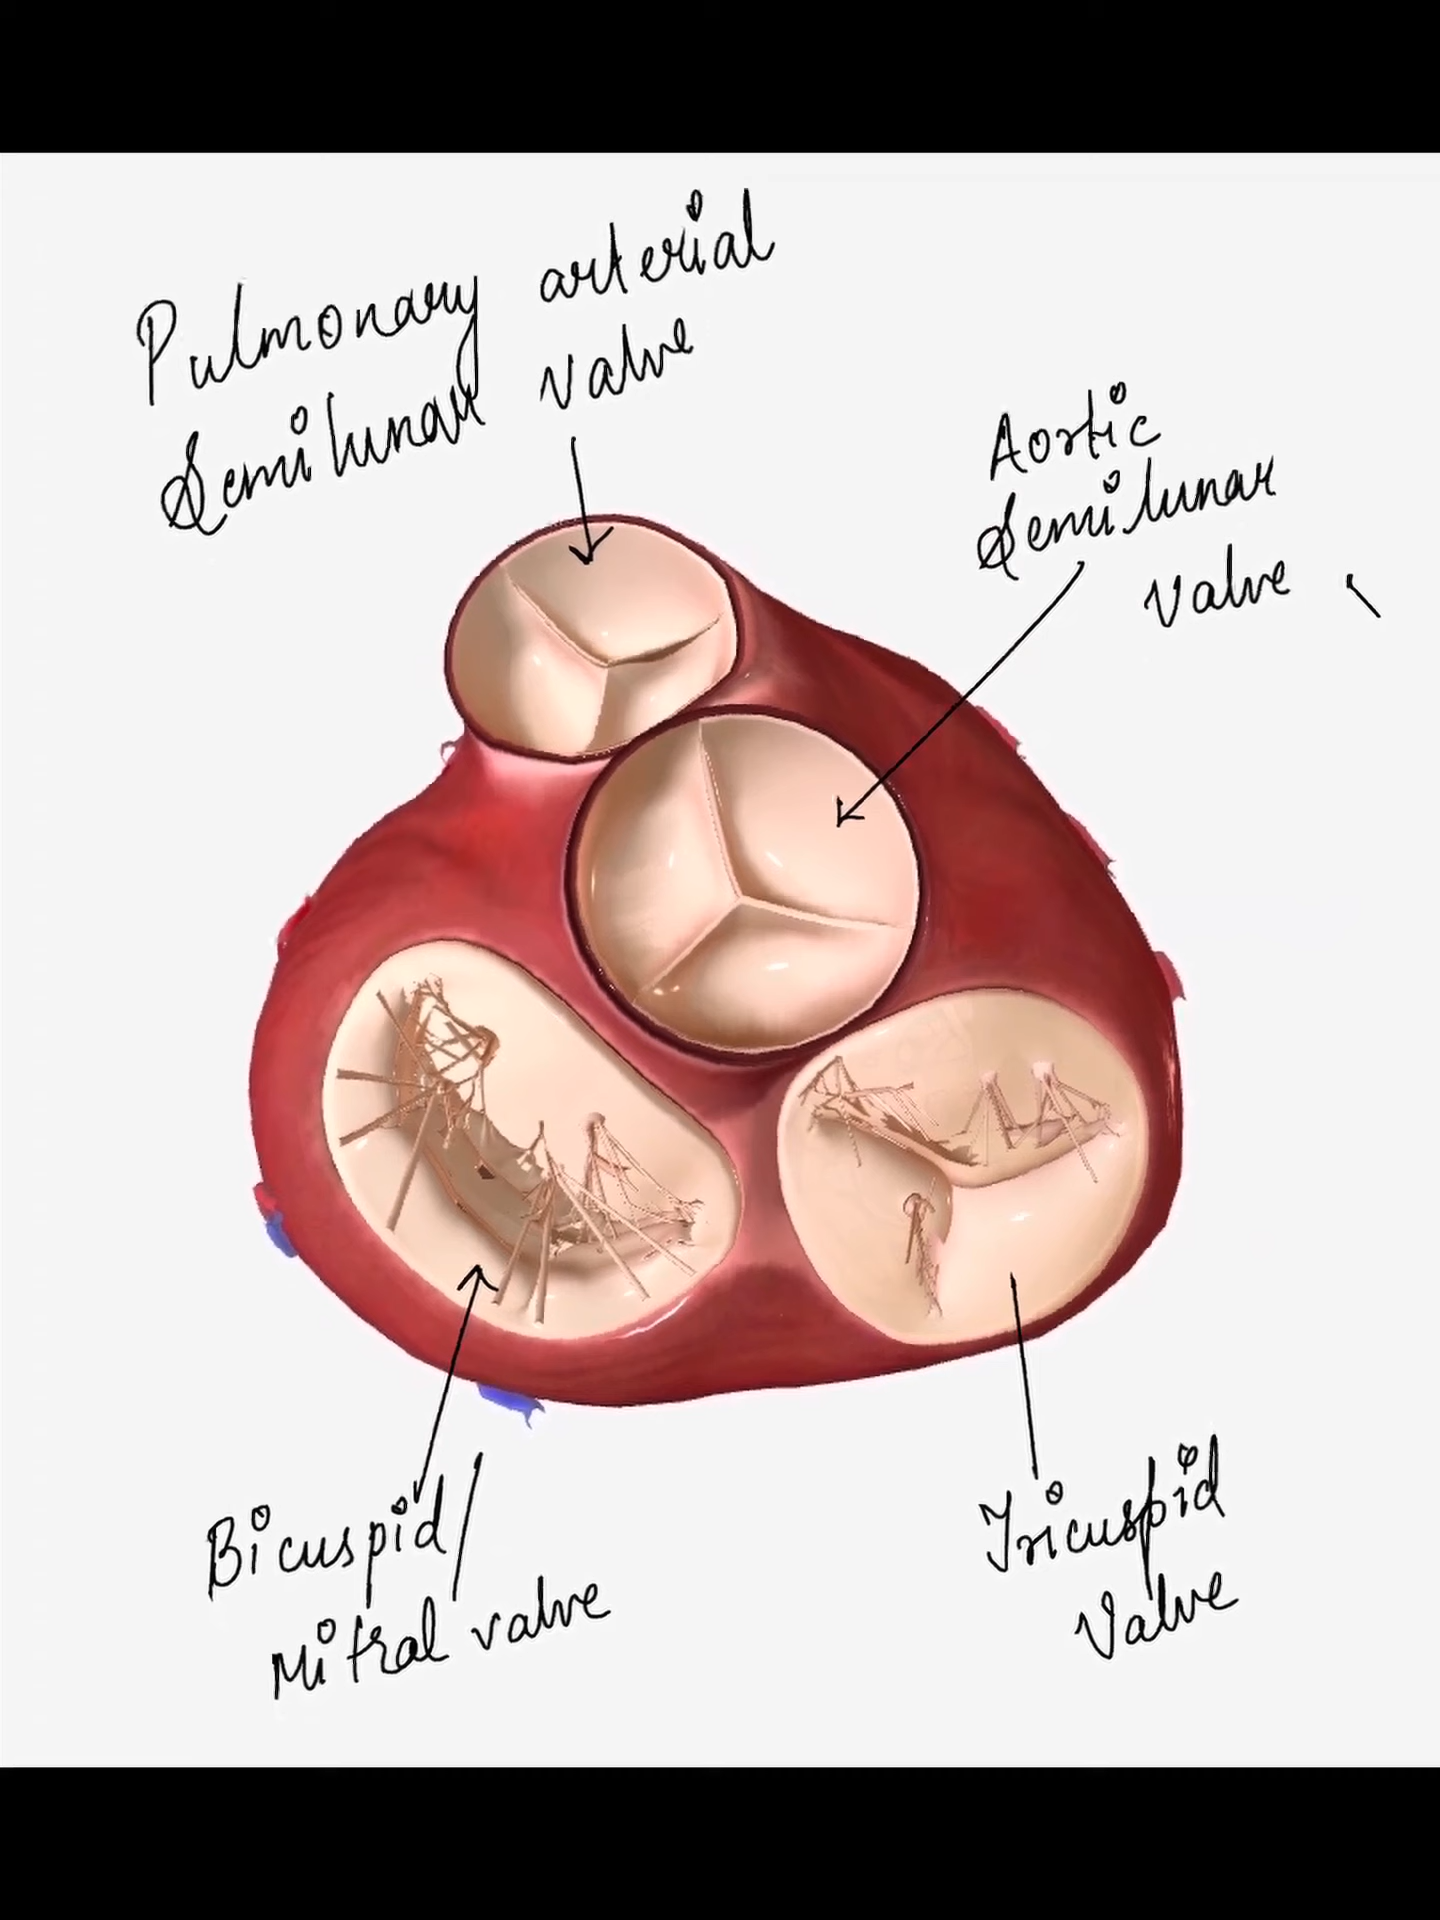 Pulmonary arterial
Semilunar valve
Aortic
Semilunar
valve
Bicuspid/
Mitral valve
Tricuspid
Valve